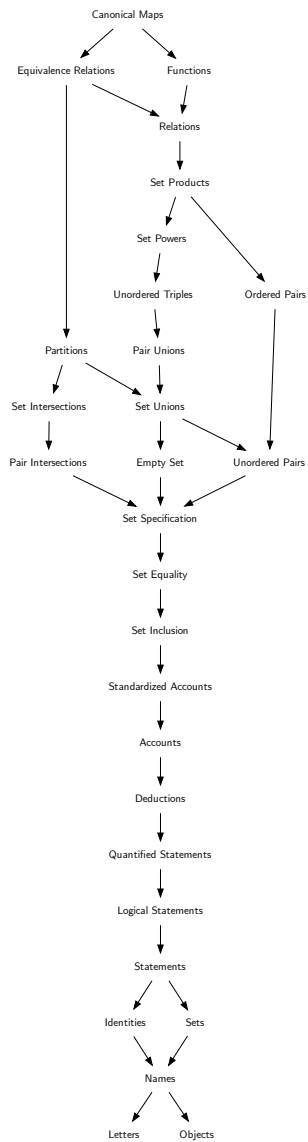 Canonical Maps
Equivalence Relations Functions
Relations
Set Products
Set Powers
Unordered Triples Ordered Pairs
Partitions Pair Unions
Set Intersections Set Unions
Pair Intersections Empty Set Unordered Pairs
Set Specification
Set Equality
Set Inclusion
Standardized Accounts
Accounts
Deductions
Quantified Statements
Logical Statements
Statements
Identities Sets
Names
Letters Objects